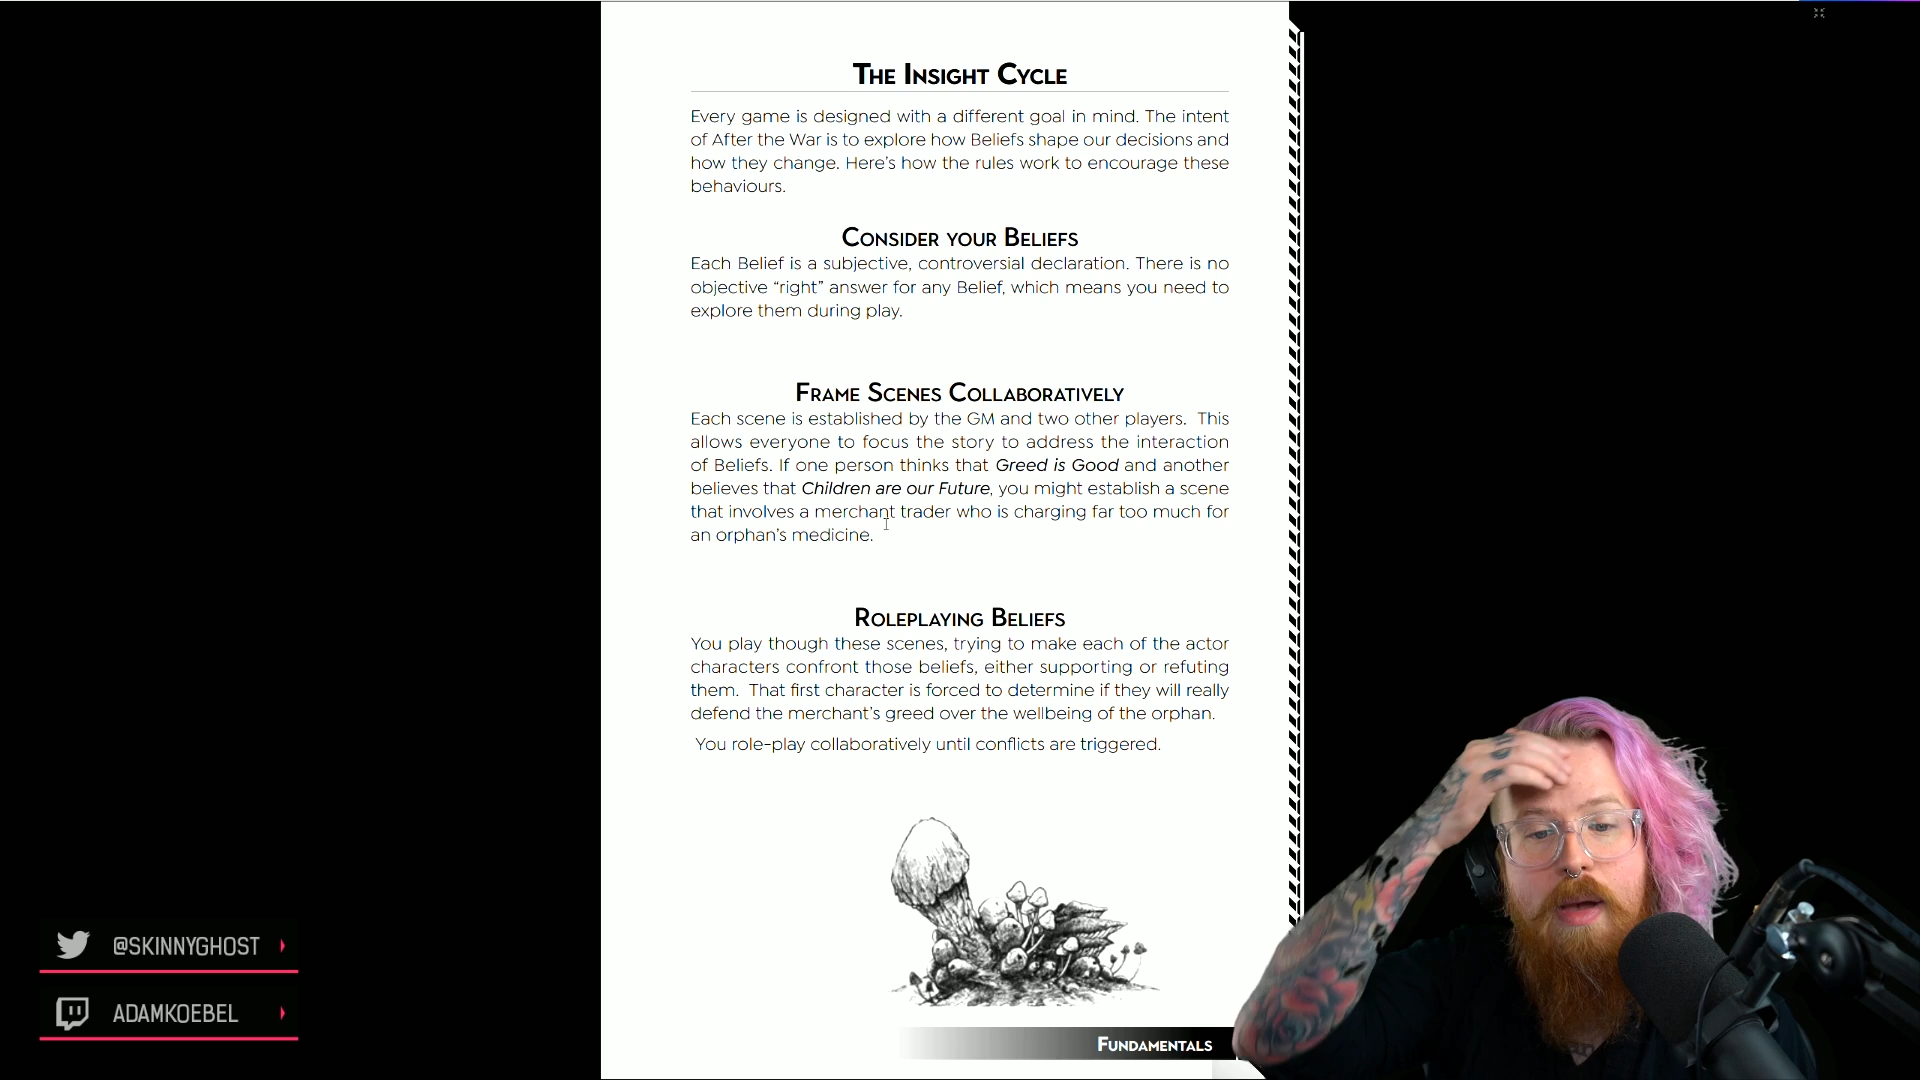 The Insight Cycle
Every game is designed with a different goal in mind. The intent
of After the War is to explore how Beliefs shape our decisions and
how they change. Here's how the rules work to encourage these
behaviours.
Consider your Beliefs
Each Belief is a subjective, controversial declaration. There is no
objective “right” answer for any Belief, which means you need to
explore them during play.
Frame Scenes Collaboratively
Each scene is established by the GM and two other players. This
allows everyone to focus the story to address the interaction
of Beliefs. If one person thinks that Greed is Good and another
believes that Children are our Future, you might establish a scene
that involves a merchant trader who is charging far too much for
an orphan's medicine.
Roleplaying Beliefs
You play though these scenes, trying to make each of the actor
characters confront those beliefs, either supporting or refuting
them. That first character is forced to determine if they will really
defend the merchant's greed over the wellbeing of the orphan.
You role-play collaboratively until conflicts are triggered.
Fundamentals
@SKINNYGHOST
ADAMKOEBEL